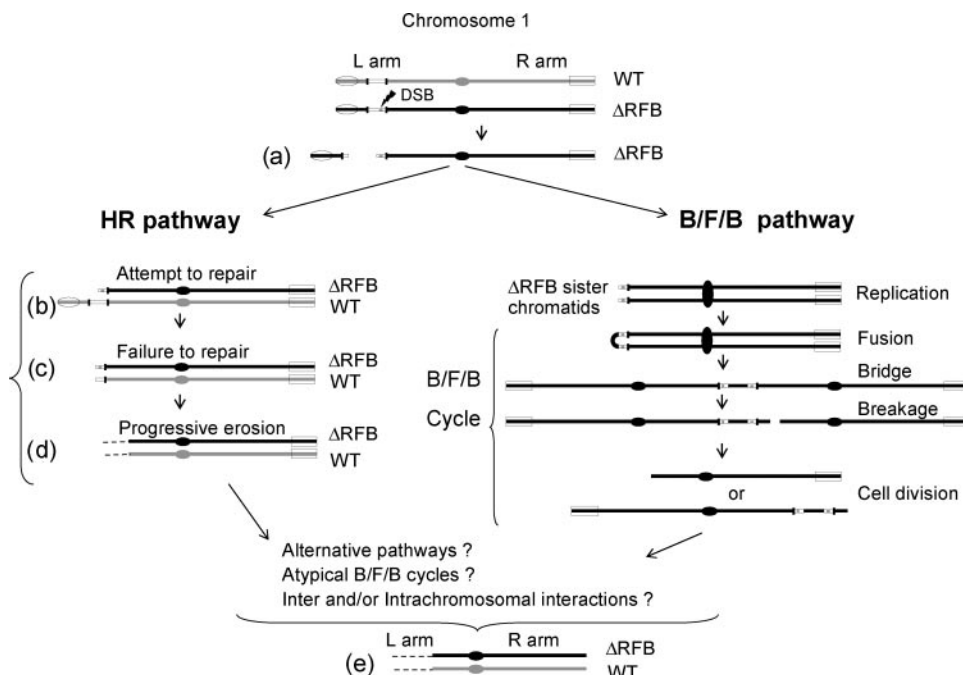 Chromosome 1
L arm R arm
WT
DSB
ΔRFB
(a) ΔRFB
HR pathway
B/F/B pathway
Attempt to repair
ΔRFB
(b) WT
Failure to repair
(c) ΔRFB
WT
Progressive erosion
(d) ΔRFB
WT
ΔRFB sister
chromatids
Replication
Fusion
B/F/B
Cycle
Bridge
Breakage
or
Cell division
Alternative pathways ?
Atypical B/F/B cycles ?
Inter and/or Intrachromosomal interactions ?
L arm R arm
(e) ΔRFB
WT